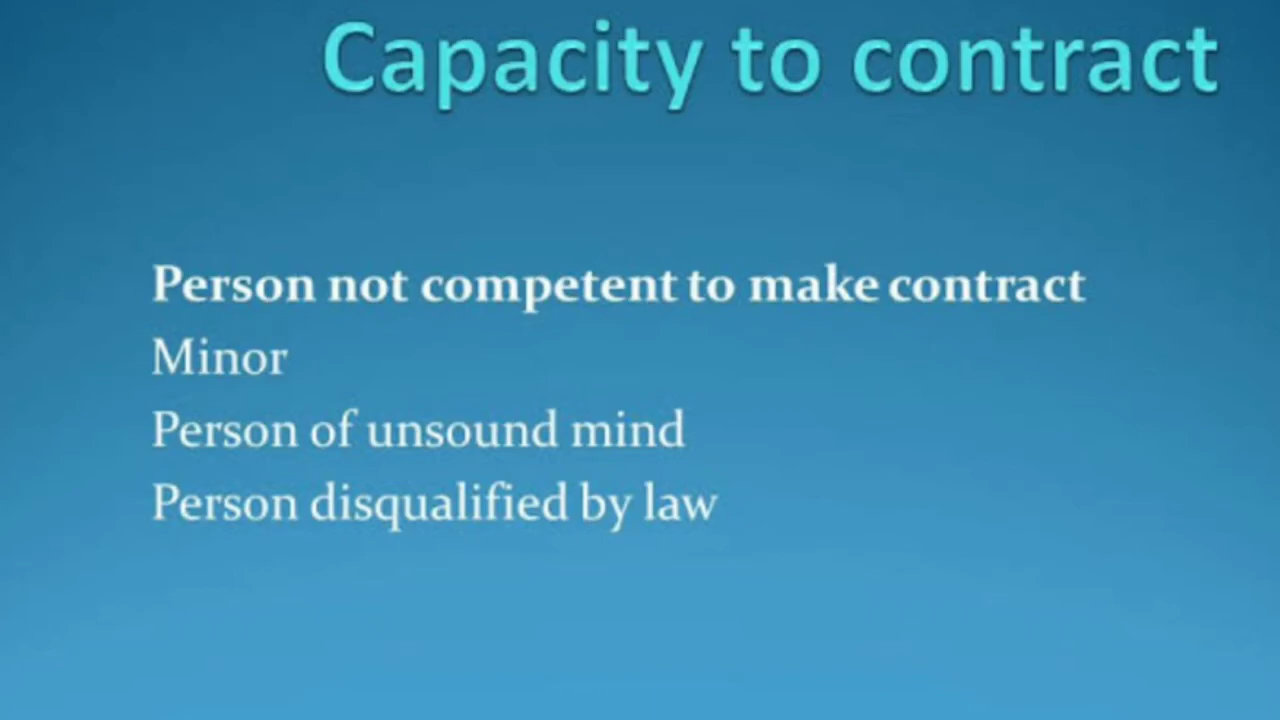 Capacity to contract
Person not competent to make contract
Minor
Person of unsound mind
Person disqualified by law